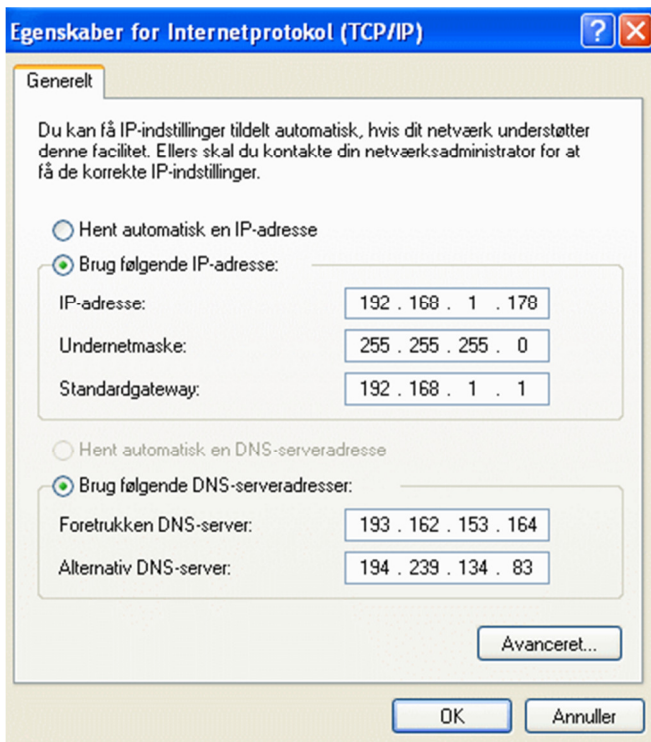 Egenskaber for Internetprotokol (TCP/IP)
Generelt
Du kan få IP-indstillinger tildelt automatisk, hvis dit netværk understøtter
denne facilitet. Ellers skal du kontakte din netværksadministrator for at
få de korrekte IP-indstillinger.
Hent automatisk en IP-adresse
Brug følgende IP-adresse:
IP-adresse: 192 . 168 . 1 . 178
Undernetmaske: 255 . 255 . 255 . 0
Standardgateway: 192 . 168 . 1 . 1
Hent automatisk en DNS-serveradresse
Brug følgende DNS-serveradresser:
Foretrukken DNS-server: 193 . 162 . 153 . 164
Alternativ DNS-server: 194 . 239 . 134 . 83
Avanceret...
OK Annuller